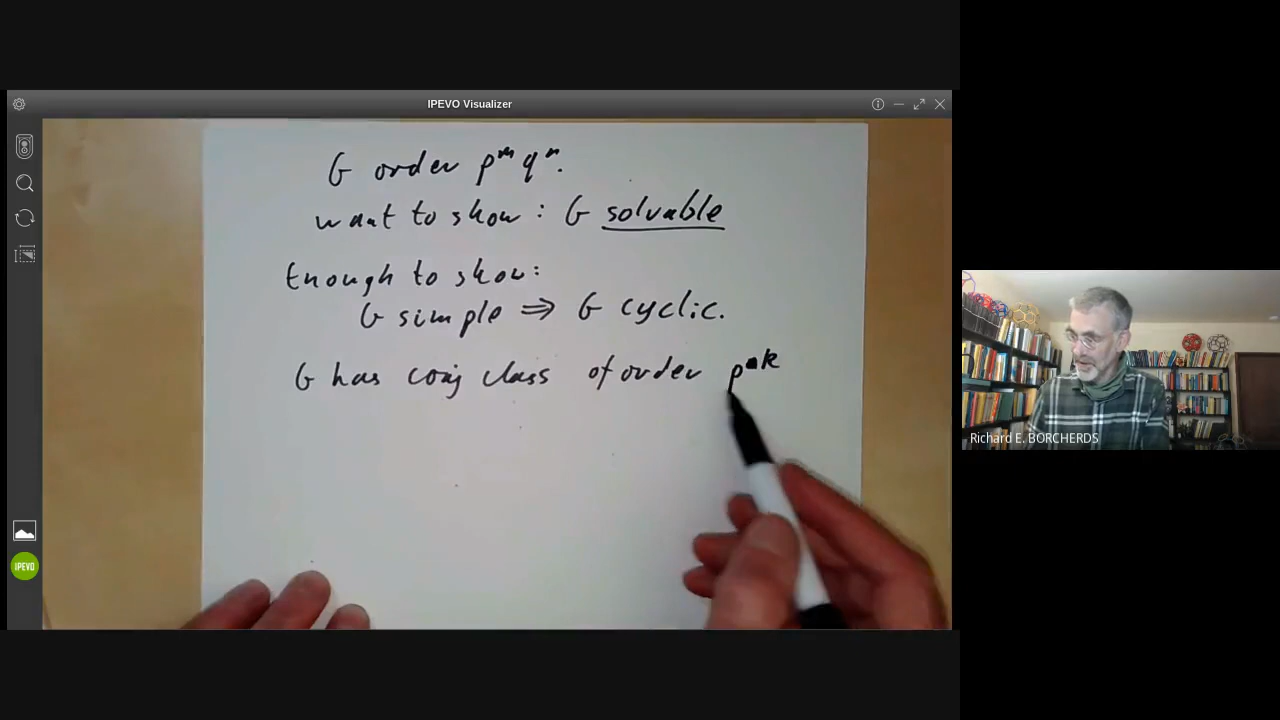 IPEVO Visualizer
G order p^m q^n.
want to show : G solvable
Enough to show:
G simple ⇒ G cyclic.
G has conj class of order p^k
IPEVO
Richard E. BORCHERDS